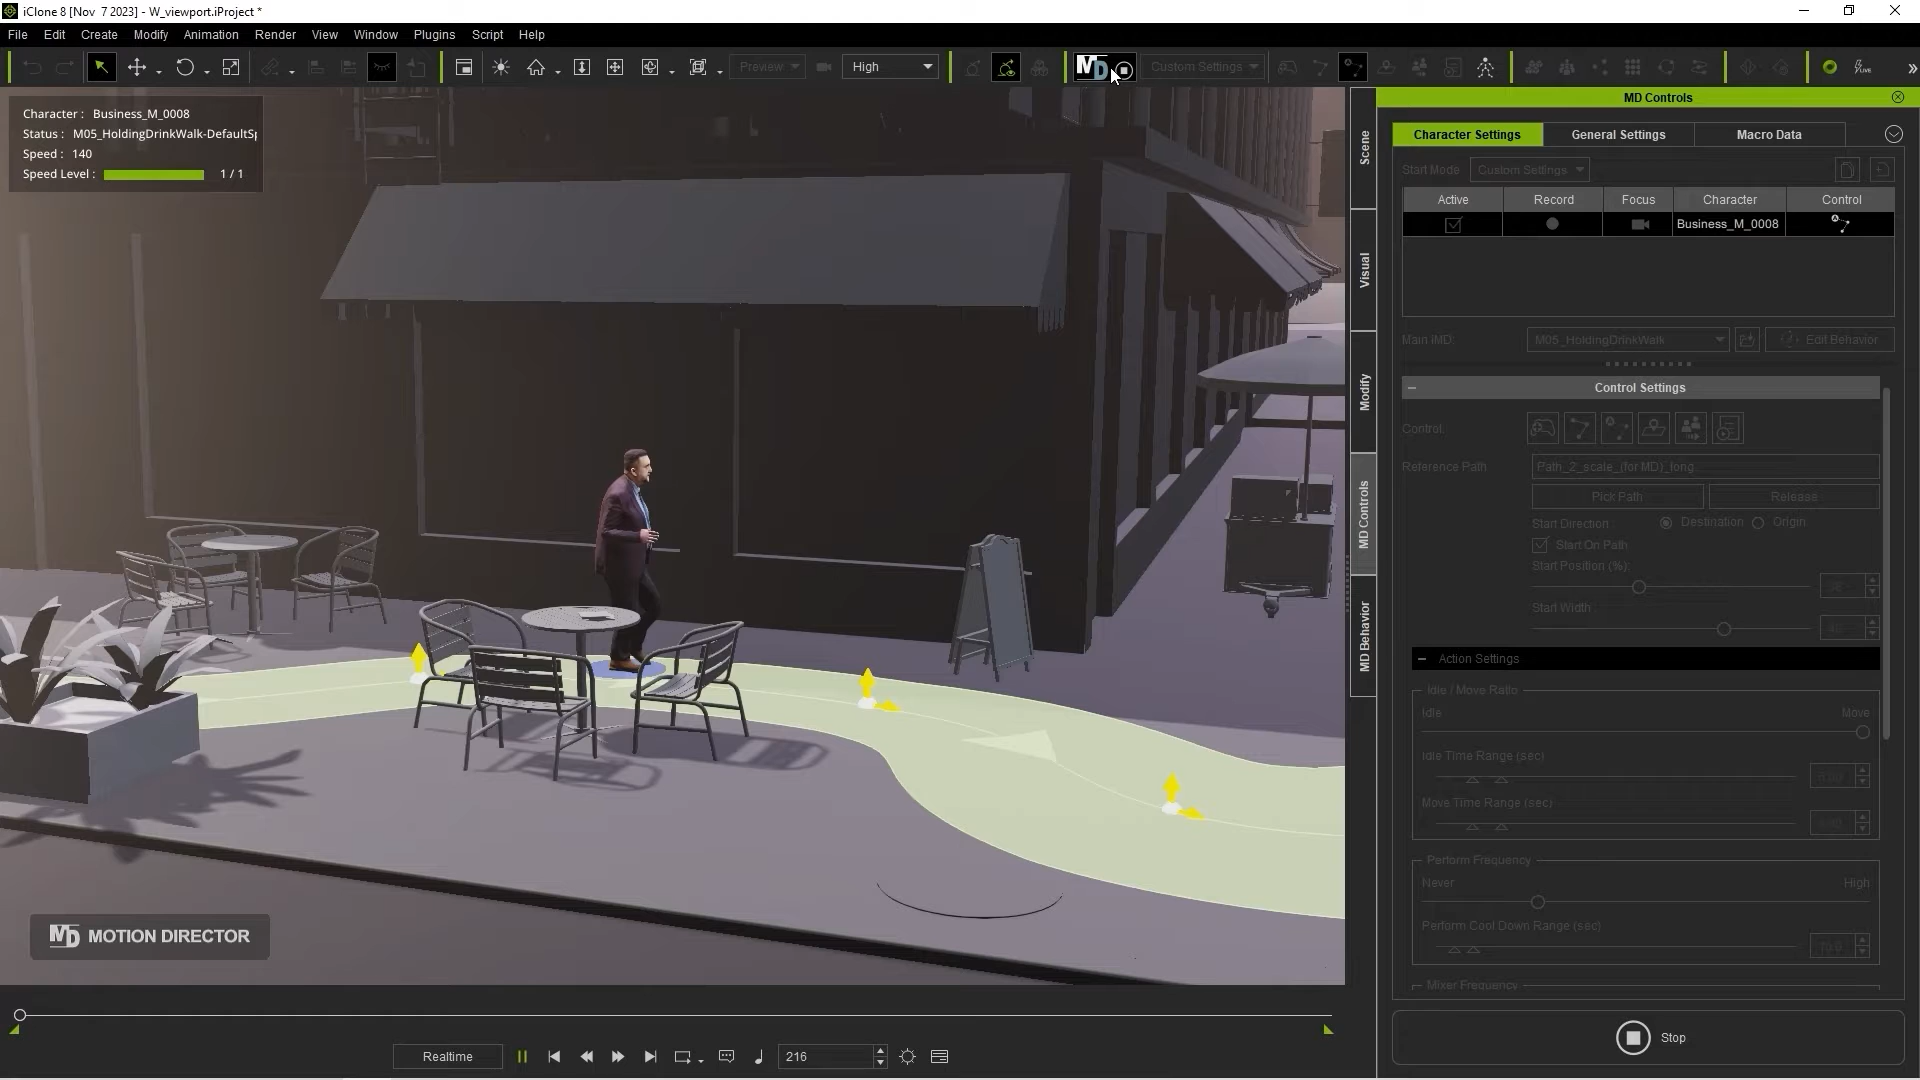 iClone 8 [Nov  7 2023] - W_viewport.iProject *
File Edit Create Modify Animation Render View Window Plugins Script Help
Preview High MD Custom Settings LIVE
Character : Business_M_0008
Status : M05_HoldingDrinkWalk-DefaultSp
Speed : 140
Speed Level : 1 / 1
MD MOTION DIRECTOR
Scene
Visual
Modify
MD Controls
MD Behavior
MD Controls
Character Settings General Settings Macro Data
Start Mode Custom Settings
Active Record Focus Character Control
Business_M_0008
Main iMD: M05_HoldingDrinkWalk Edit Behavior
Control Settings
Control:
Reference Path Path_2_scale_(for MD)_long
Pick Path Release
Start Direction Destination Origin
Start On Path
Start Position (%):
Start Width
Action Settings
Idle / Move Ratio
Idle Move
Idle Time Range (sec)
Move Time Range (sec)
Perform Frequency
Never High
Perform Cool Down Range (sec)
Mixer Frequency
Realtime 216
Stop